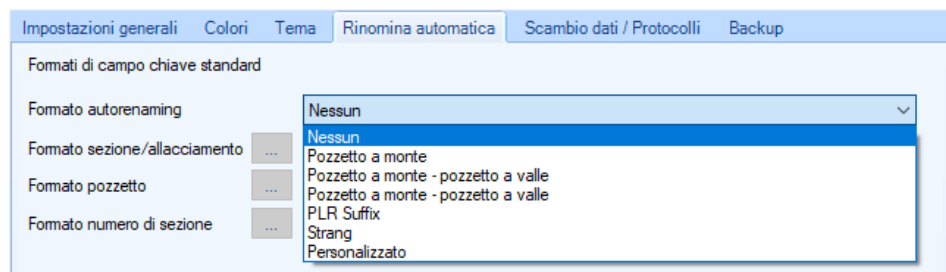 Impostazioni generali Colori Tema Rinomina automatica Scambio dati / Protocolli Backup
Formati di campo chiave standard
Formato autorenaming Nessun
Nessun
Formato sezione/allacciamento ...
Pozzetto a monte
Pozzetto a monte - pozzetto a valle
Formato pozzetto ...
Pozzetto a monte - pozzetto a valle
PLR Suffix
Formato numero di sezione ...
Strang
Personalizzato